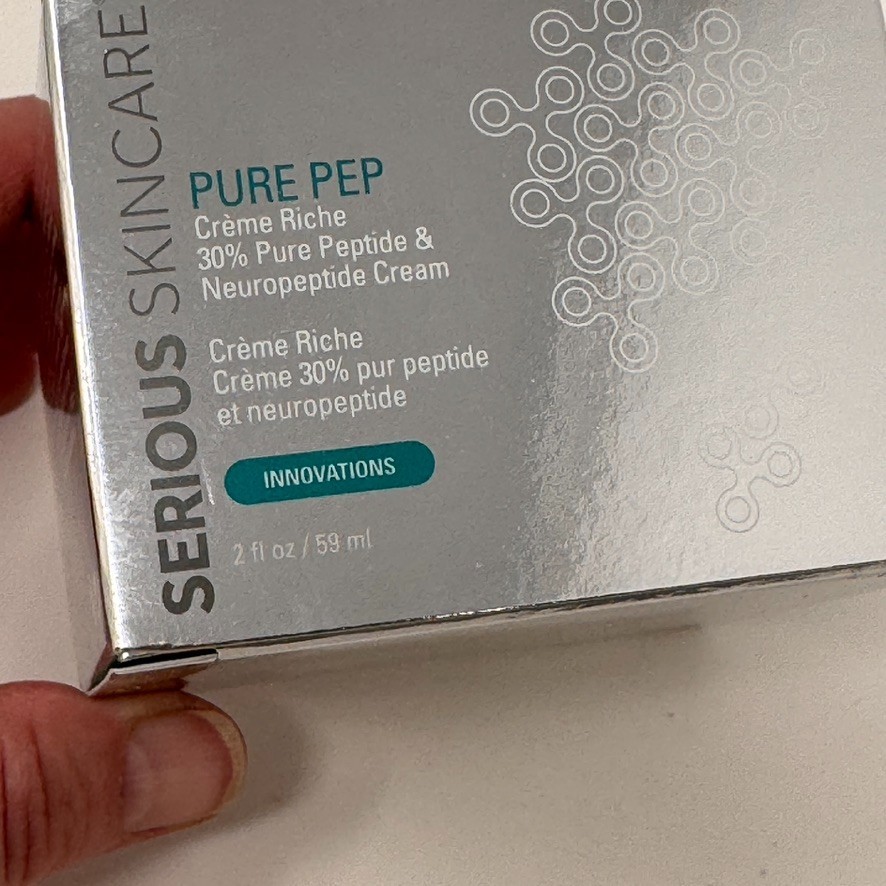 SERIOUS SKINCARE
PURE PEP
Crème Riche
30% Pure Peptide &
Neuropeptide Cream
Crème Riche
Crème 30% pur peptide
et neuropeptide
INNOVATIONS
2 fl oz / 59 ml